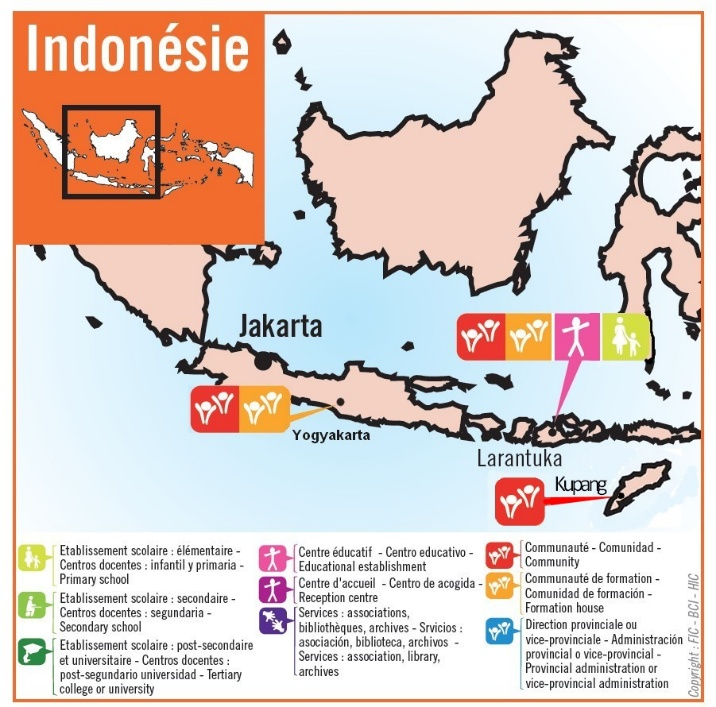 Indonésie
Jakarta
Yogyakarta
Larantuka
Kupang
Etablissement scolaire : élémentaire -
Centros docentes : infantil y primaria -
Primary school
Etablissement scolaire : secondaire -
Centros docentes : segundaria -
Secondary school
Etablissement scolaire : post-secondaire
et universitaire - Centros docentes :
post-segundario universidad - Tertiary
college or university
Centre éducatif - Centro educativo -
Educational establishment
Centre d'accueil - Centro de acogida -
Reception centre
Services : associations,
bibliothèques, archives - Srvicios :
asociación, biblioteca, archivos -
Services : association, library,
archives
Communauté - Comunidad -
Community
Communauté de formation -
Comunidad de formación -
Formation house
Direction provinciale ou
vice-provinciale - Administración
provincial o vice-provincial -
Provincial administration or
vice-provincial administration
Copyright : FIC - BCI - HIC